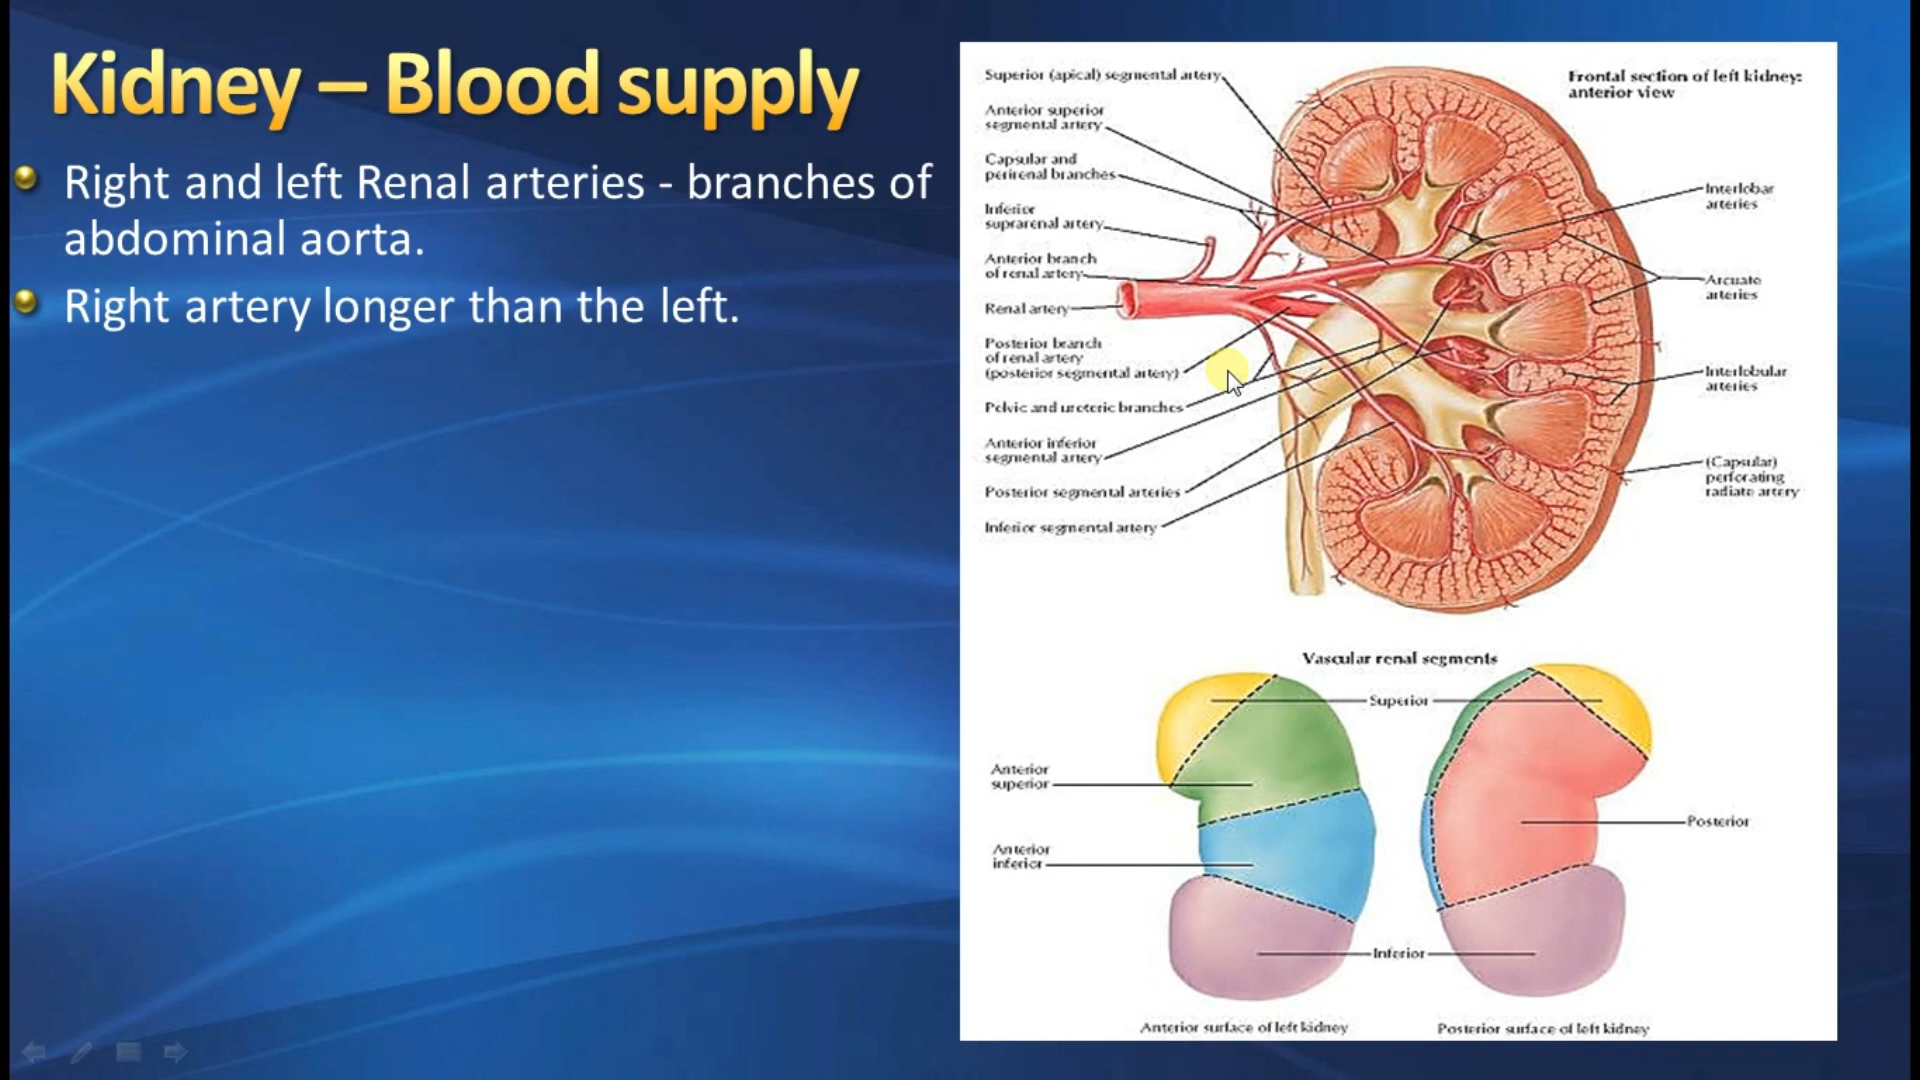 Kidney – Blood supply
Right and left Renal arteries - branches of
abdominal aorta.
Right artery longer than the left.
Frontal section of left kidney:
anterior view
Superior (apical) segmental artery
Anterior superior
segmental artery
Capsular and
perirenal branches
Inferior
suprarenal artery
Anterior branch
of renal artery
Renal artery
Posterior branch
of renal artery
(posterior segmental artery)
Pelvic and ureteric branches
Anterior inferior
segmental artery
Posterior segmental arteries
Inferior segmental artery
Interlobar
arteries
Arcuate
arteries
Interlobular
arteries
(Capsular)
perforating
radiate artery
Vascular renal segments
Superior
Anterior
superior
Posterior
Anterior
inferior
Inferior
Anterior surface of left kidney
Posterior surface of left kidney